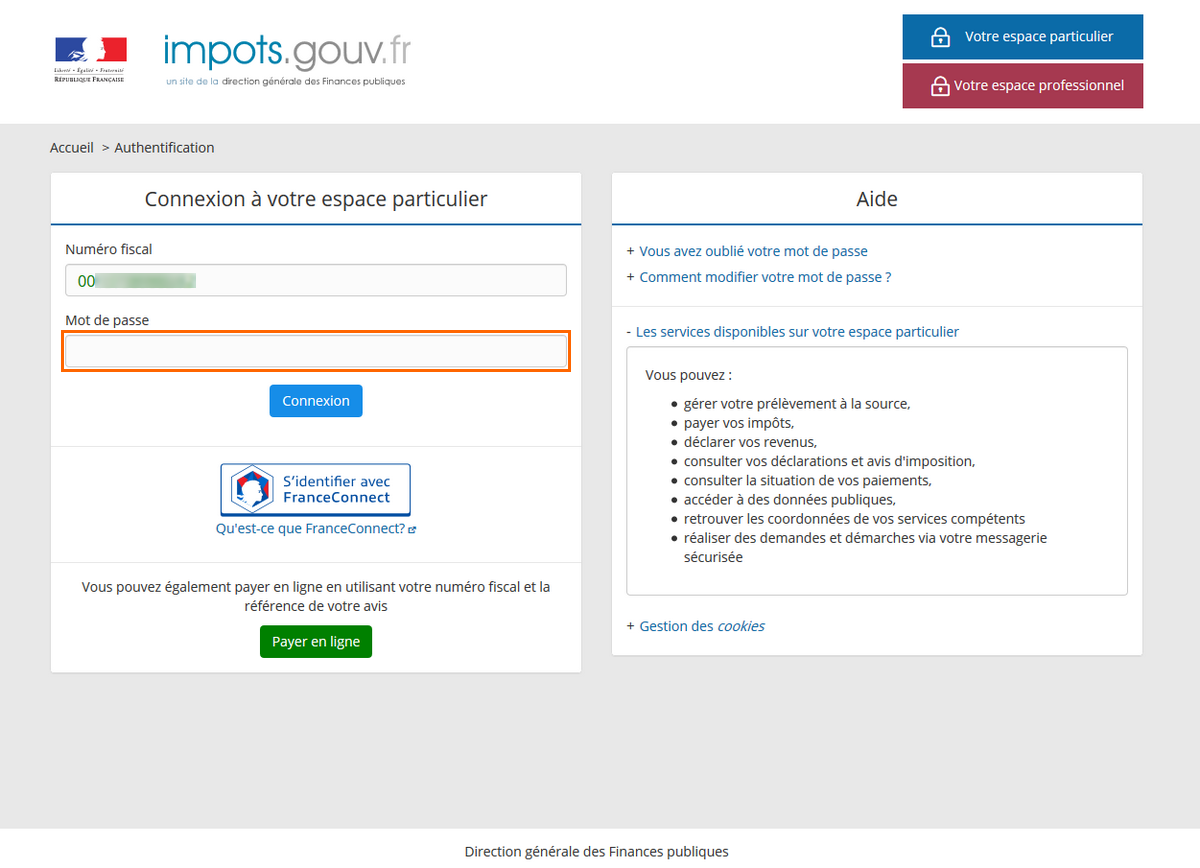 Liberté • Égalité • Fraternité
RÉPUBLIQUE FRANÇAISE
impots.gouv.fr
un site de la direction générale des Finances publiques
Votre espace particulier
Votre espace professionnel
Accueil > Authentification
Connexion à votre espace particulier
Numéro fiscal
00
Mot de passe
Connexion
S'identifier avec
FranceConnect
Qu'est-ce que FranceConnect?
Vous pouvez également payer en ligne en utilisant votre numéro fiscal et la
référence de votre avis
Payer en ligne
Aide
+ Vous avez oublié votre mot de passe
+ Comment modifier votre mot de passe ?
- Les services disponibles sur votre espace particulier
Vous pouvez :
• gérer votre prélèvement à la source,
• payer vos impôts,
• déclarer vos revenus,
• consulter vos déclarations et avis d'imposition,
• consulter la situation de vos paiements,
• accéder à des données publiques,
• retrouver les coordonnées de vos services compétents
• réaliser des demandes et démarches via votre messagerie
sécurisée
+ Gestion des cookies
Direction générale des Finances publiques